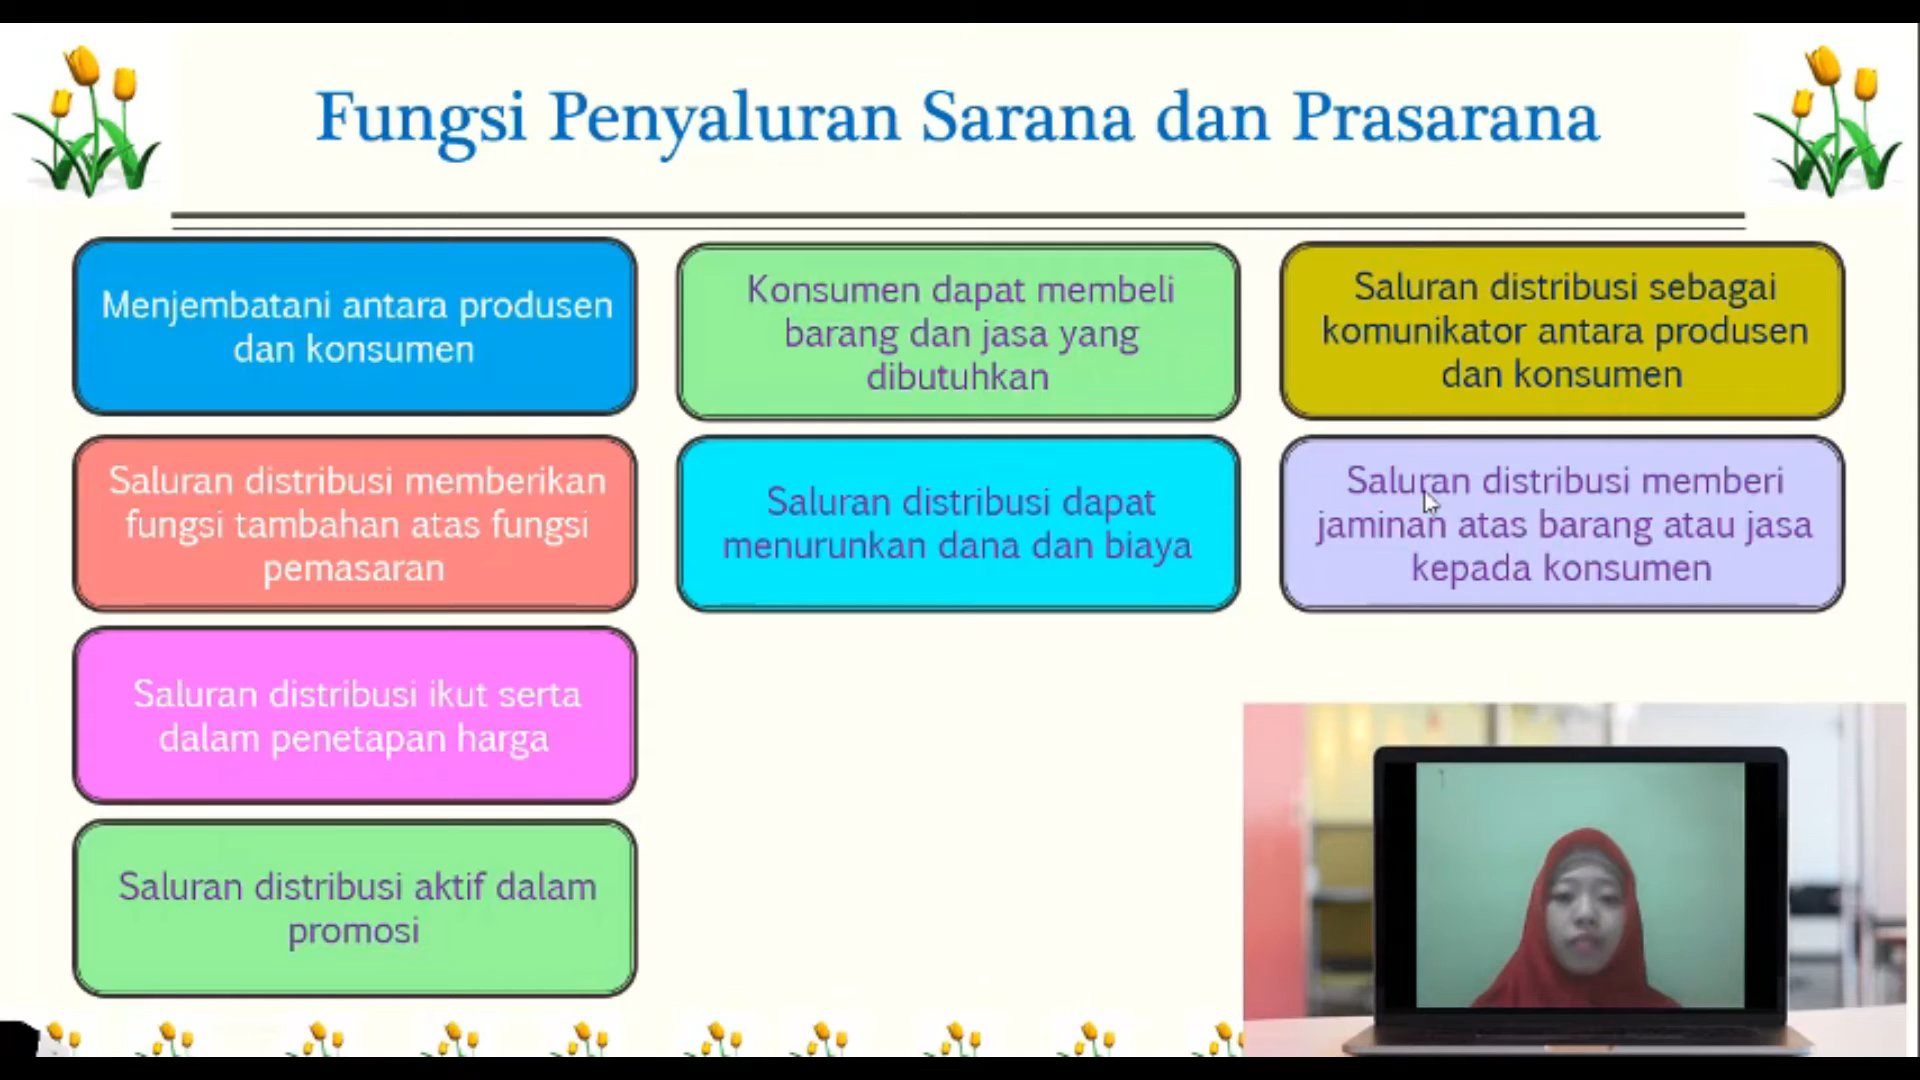 Fungsi Penyaluran Sarana dan Prasarana
Menjembatani antara produsen
dan konsumen
Konsumen dapat membeli
barang dan jasa yang
dibutuhkan
Saluran distribusi sebagai
komunikator antara produsen
dan konsumen
Saluran distribusi memberikan
fungsi tambahan atas fungsi
pemasaran
Saluran distribusi dapat
menurunkan dana dan biaya
Saluran distribusi memberi
jaminan atas barang atau jasa
kepada konsumen
Saluran distribusi ikut serta
dalam penetapan harga
Saluran distribusi aktif dalam
promosi